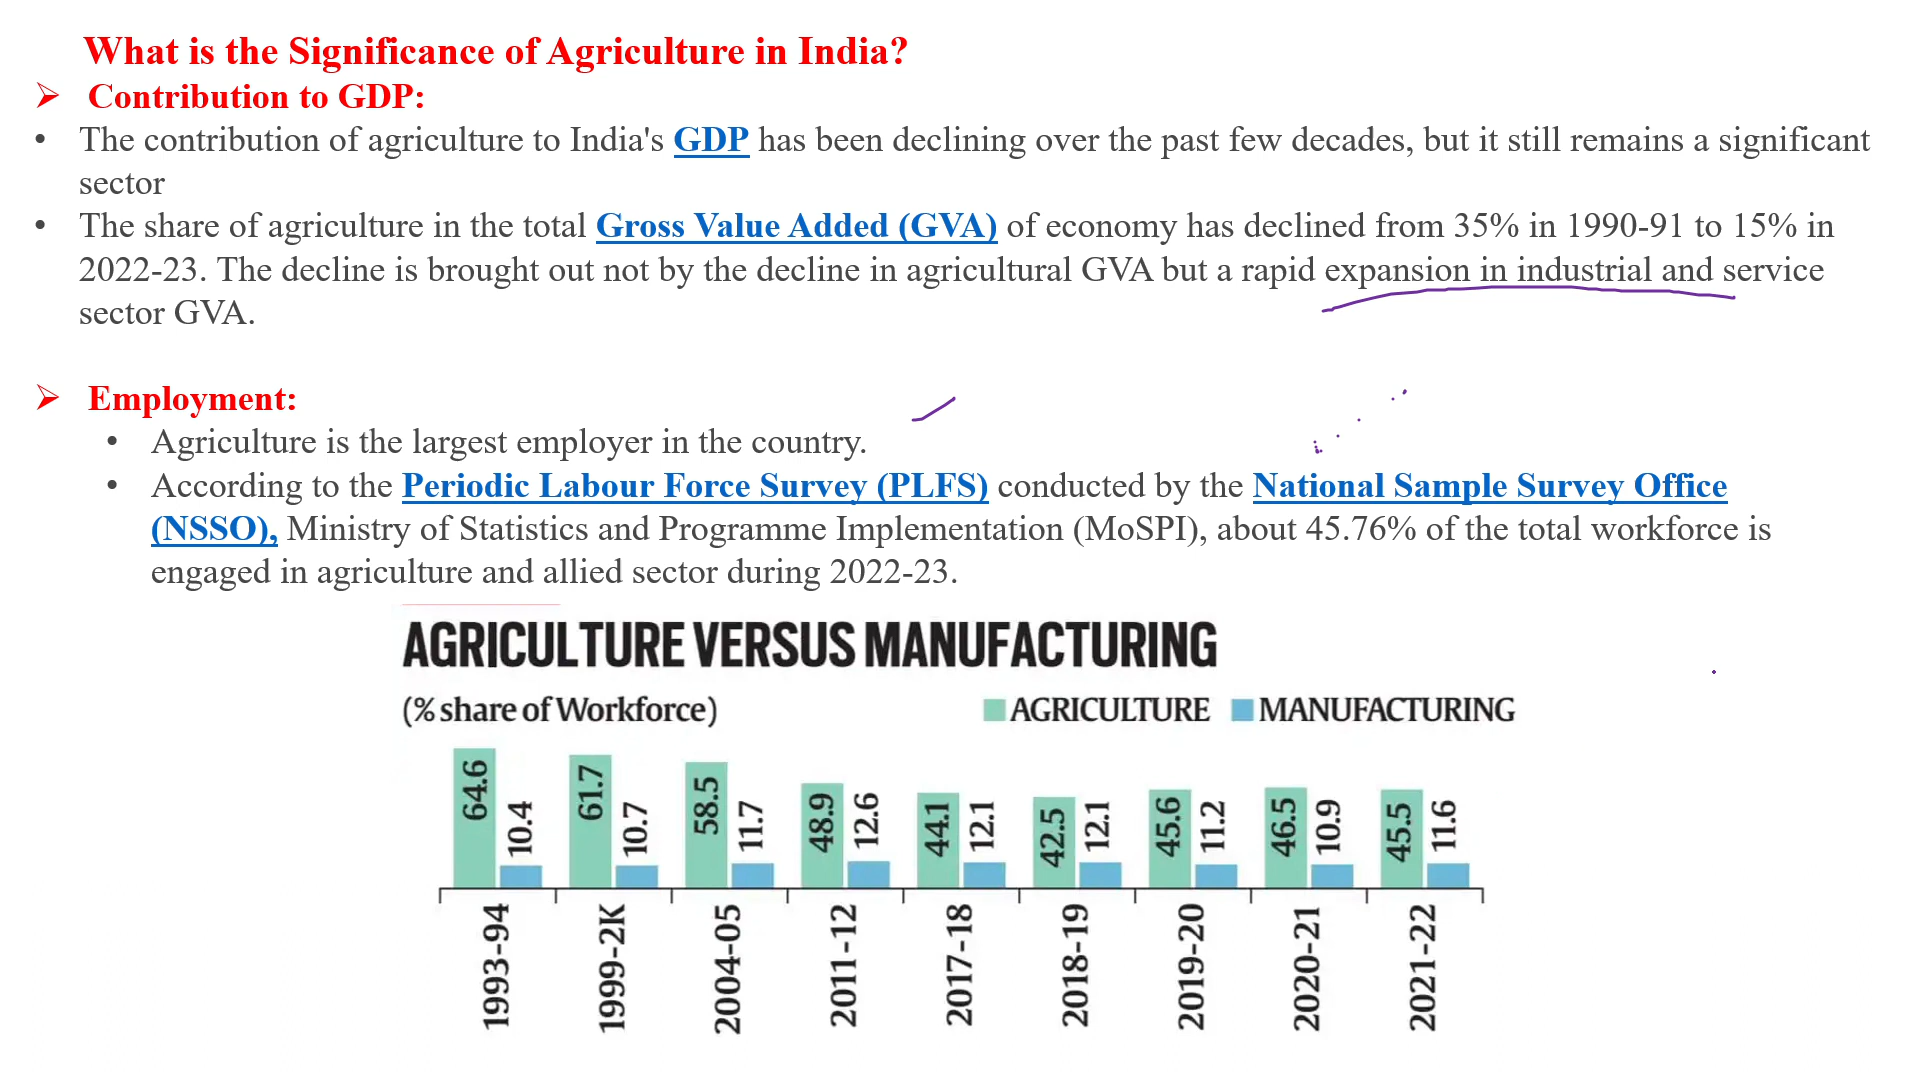 What is the Significance of Agriculture in India?
➢ Contribution to GDP:
• The contribution of agriculture to India's GDP has been declining over the past few decades, but it still remains a significant
sector
• The share of agriculture in the total Gross Value Added (GVA) of economy has declined from 35% in 1990-91 to 15% in
2022-23. The decline is brought out not by the decline in agricultural GVA but a rapid expansion in industrial and service
sector GVA.
➢ Employment:
• Agriculture is the largest employer in the country.
• According to the Periodic Labour Force Survey (PLFS) conducted by the National Sample Survey Office
(NSSO), Ministry of Statistics and Programme Implementation (MoSPI), about 45.76% of the total workforce is
engaged in agriculture and allied sector during 2022-23.
AGRICULTURE VERSUS MANUFACTURING
(% share of Workforce) AGRICULTURE MANUFACTURING
64.6 10.4 61.7 10.7 58.5 11.7 48.9 12.6 44.1 12.1 42.5 12.1 45.6 11.2 46.5 10.9 45.5 11.6
1993-94 1999-2K 2004-05 2011-12 2017-18 2018-19 2019-20 2020-21 2021-22